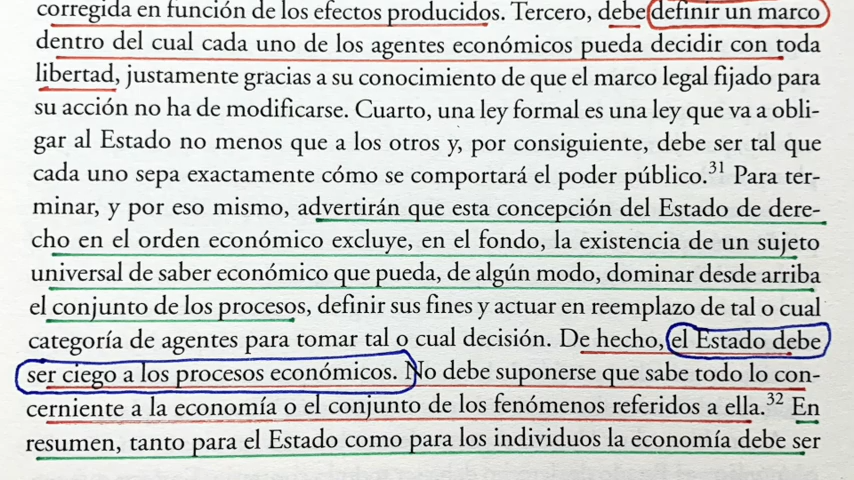 corregida en función de los efectos producidos. Tercero, debe definir un marco
dentro del cual cada uno de los agentes económicos pueda decidir con toda
libertad, justamente gracias a su conocimiento de que el marco legal fijado para
su acción no ha de modificarse. Cuarto, una ley formal es una ley que va a obli-
gar al Estado no menos que a los otros y, por consiguiente, debe ser tal que
cada uno sepa exactamente cómo se comportará el poder público.31 Para ter-
minar, y por eso mismo, advertirán que esta concepción del Estado de dere-
cho en el orden económico excluye, en el fondo, la existencia de un sujeto
universal de saber económico que pueda, de algún modo, dominar desde arriba
el conjunto de los procesos, definir sus fines y actuar en reemplazo de tal o cual
categoría de agentes para tomar tal o cual decisión. De hecho, el Estado debe
ser ciego a los procesos económicos. No debe suponerse que sabe todo lo con-
cerniente a la economía o el conjunto de los fenómenos referidos a ella.32 En
resumen, tanto para el Estado como para los individuos la economía debe ser